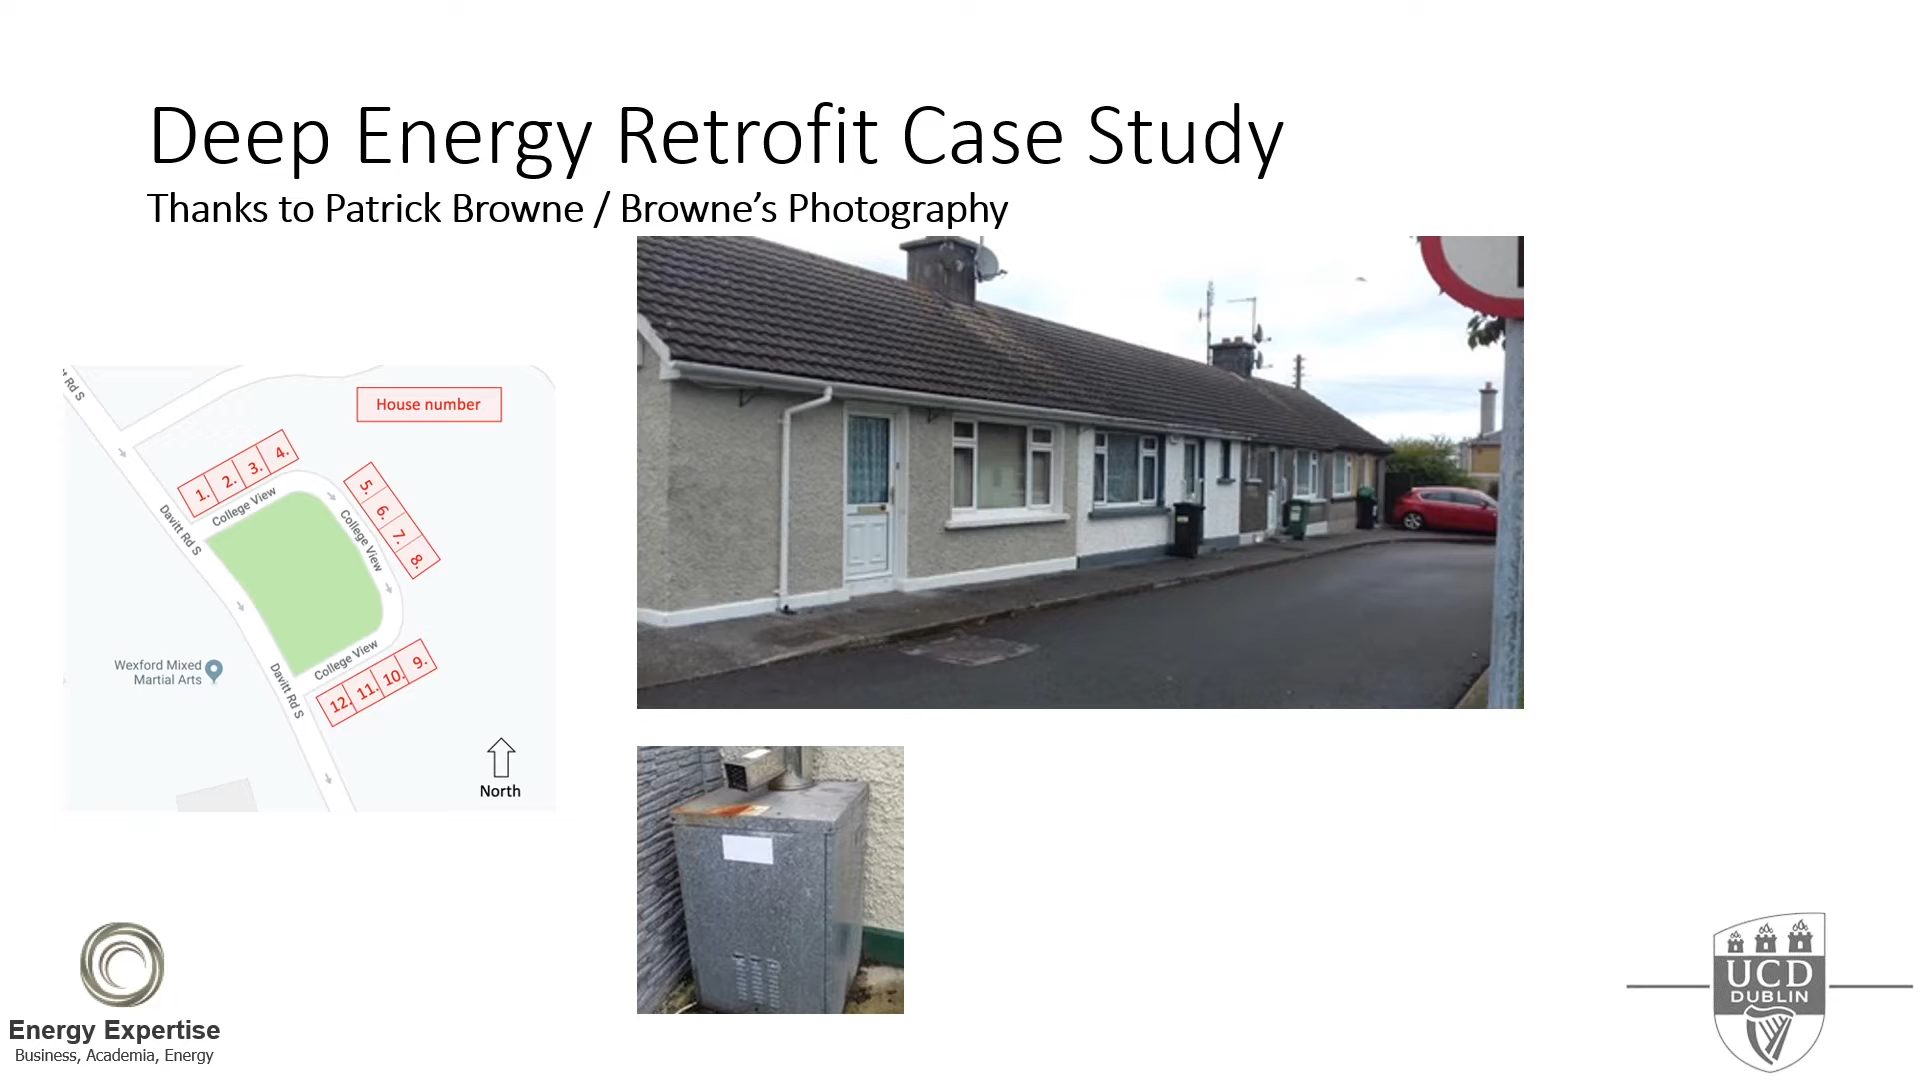 Deep Energy Retrofit Case Study
Thanks to Patrick Browne / Browne’s Photography
t Rd S
House number
1. 2. 3. 4.
College View
5. 6. 7. 8.
College View
Davitt Rd S
College View
9.
10.
11.
12.
Wexford Mixed
Martial Arts
Davitt Rd S
North
Energy Expertise
Business, Academia, Energy
UCD
DUBLIN